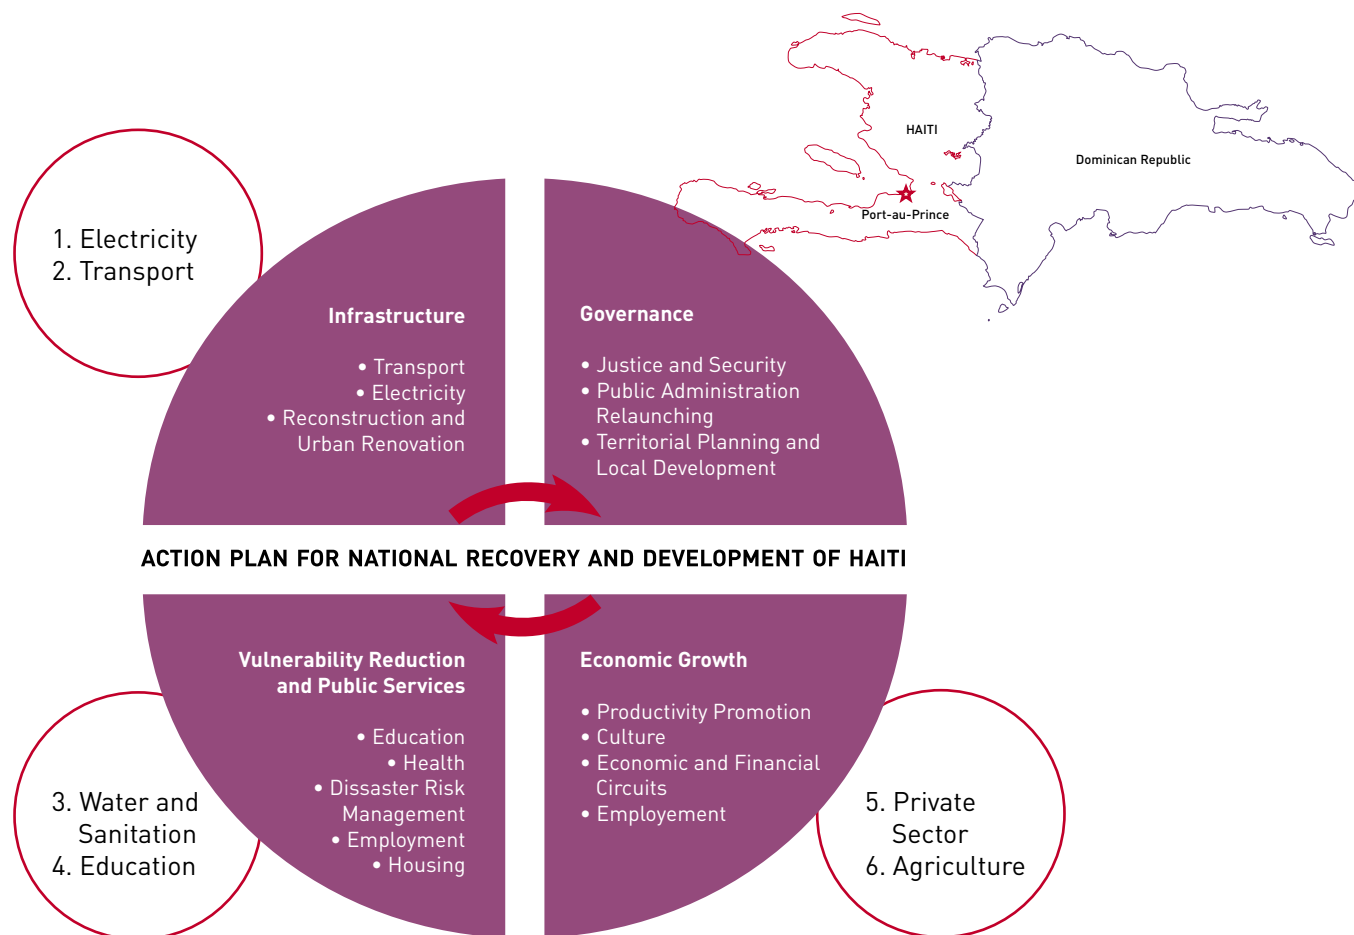 HAITI
Dominican Republic
Port-au-Prince
1. Electricity
2. Transport
Infrastructure
• Transport
• Electricity
• Reconstruction and
Urban Renovation
Governance
• Justice and Security
• Public Administration
Relaunching
• Territorial Planning and
Local Development
ACTION PLAN FOR NATIONAL RECOVERY AND DEVELOPMENT OF HAITI
Vulnerability Reduction
and Public Services
• Education
• Health
• Dissaster Risk
Management
• Employment
• Housing
Economic Growth
• Productivity Promotion
• Culture
• Economic and Financial
Circuits
• Employement
3. Water and
Sanitation
4. Education
5. Private
Sector
6. Agriculture